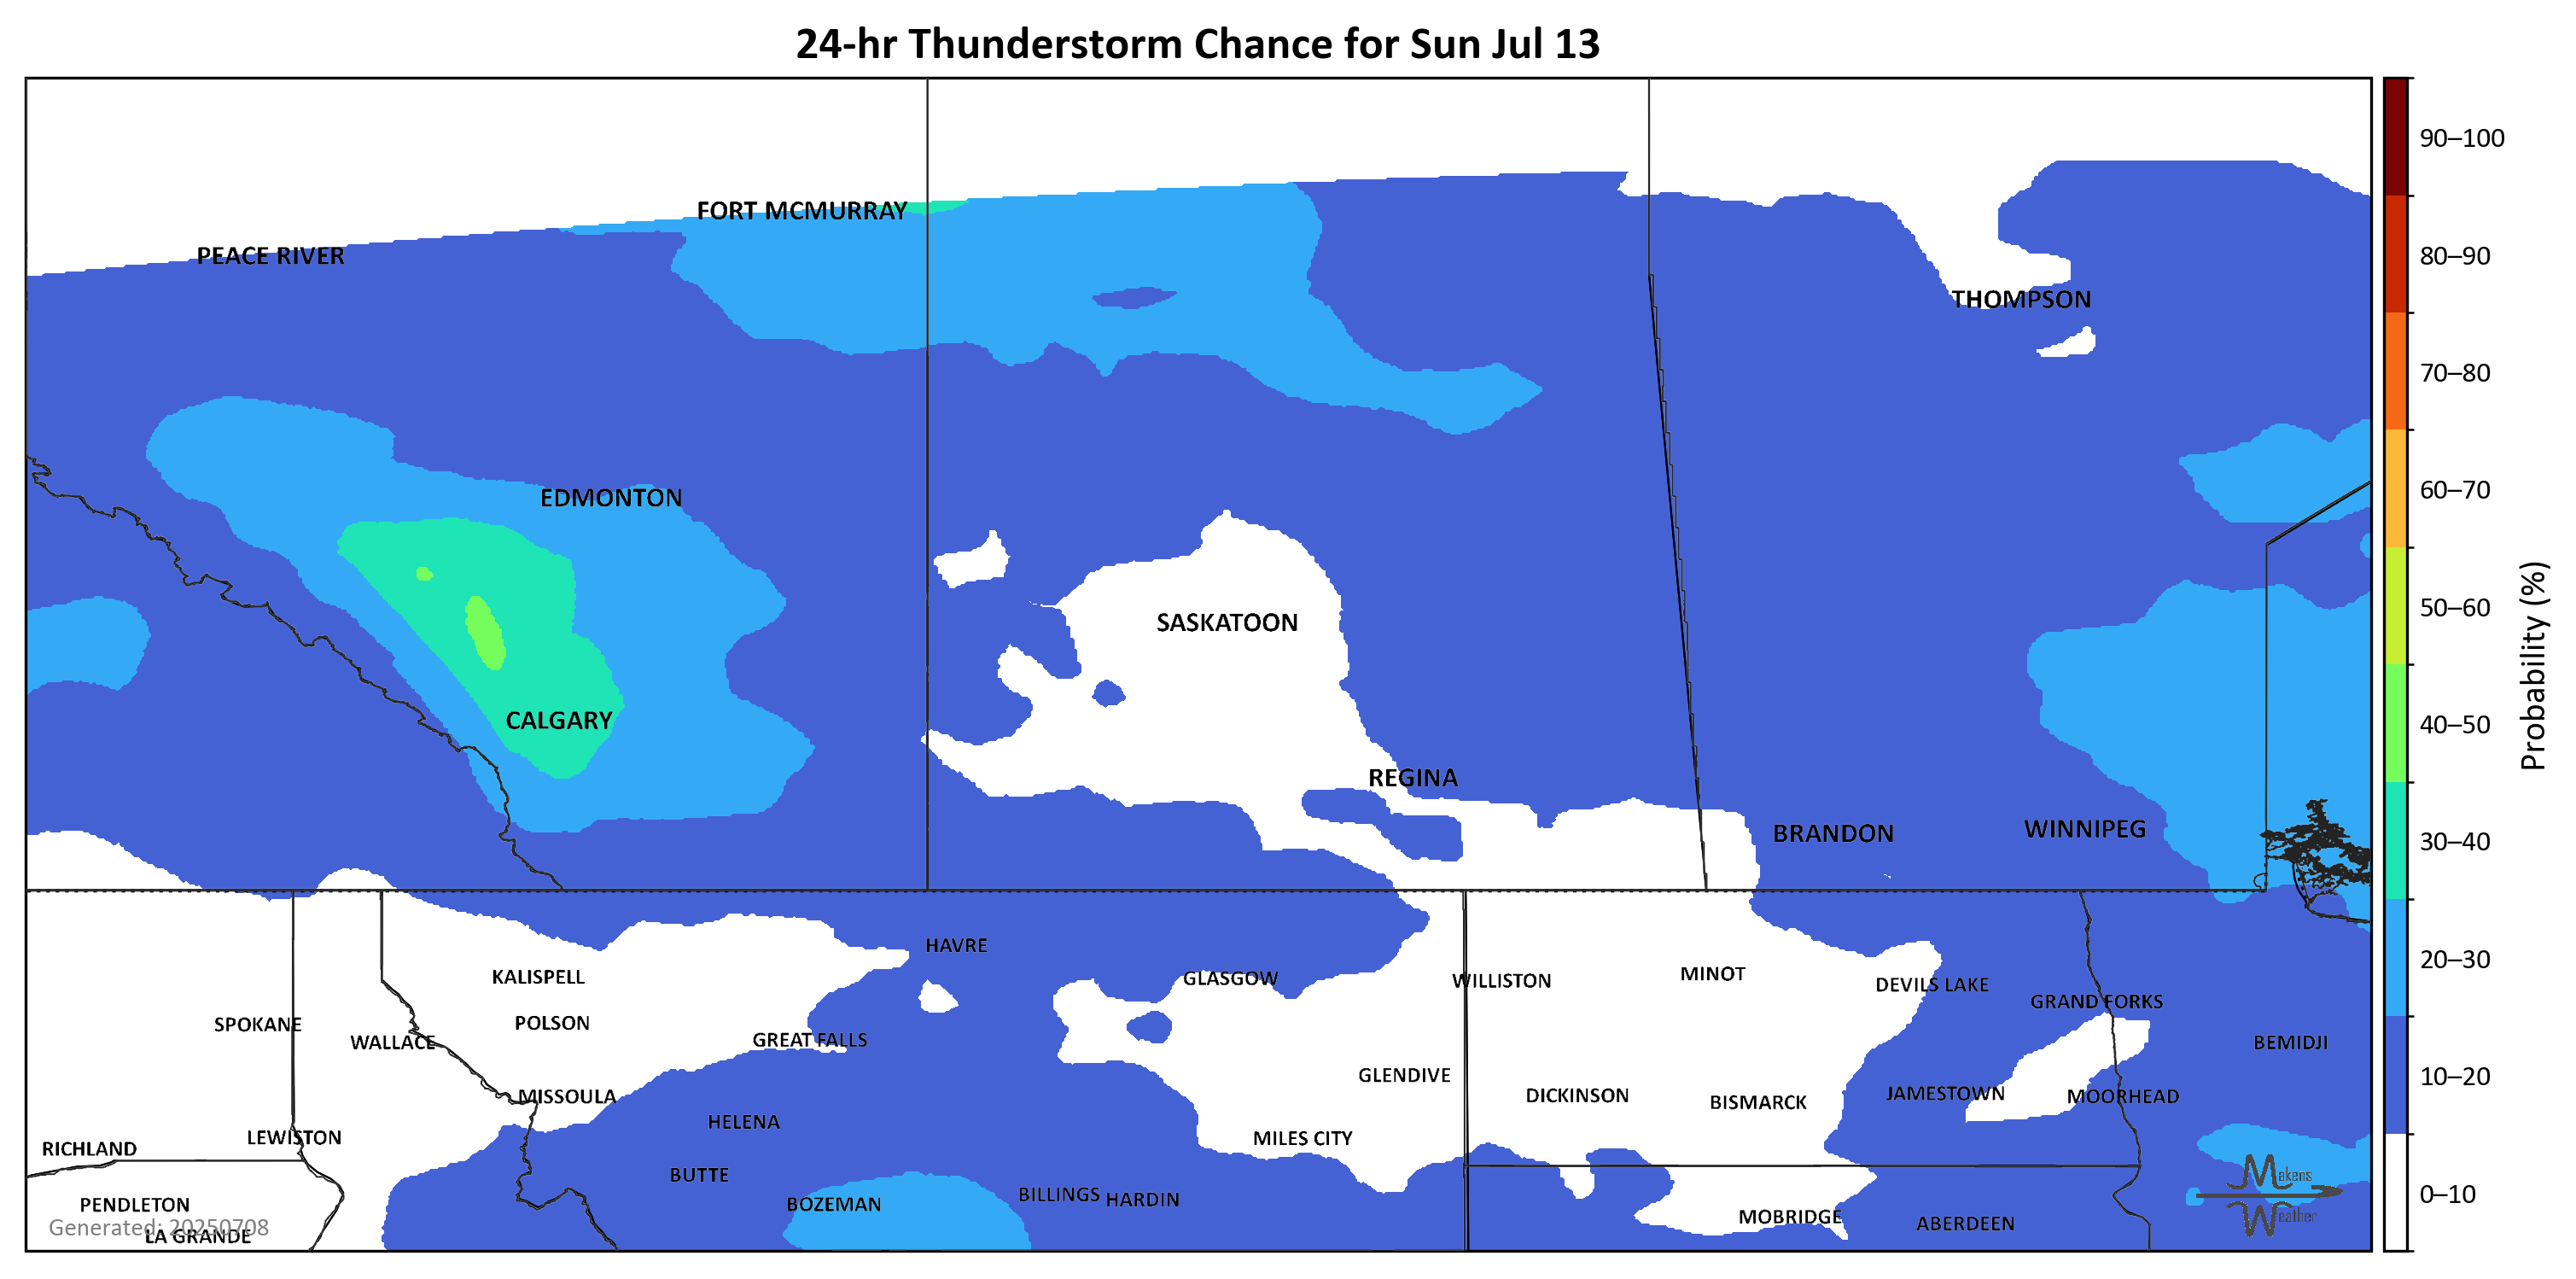 24-hr Thunderstorm Chance for Sun Jul 13
90–100
FORT MCMURRAY
PEACE RIVER
80–90
THOMPSON
70–80
60–70
EDMONTON
50–60
SASKATOON
Probability (%)
CALGARY
40–50
REGINA
WINNIPEG
BRANDON
30–40
HAVRE
20–30
MINOT
KALISPELL
GLASGOW
WILLISTON
DEVILS LAKE
GRAND FORKS
POLSON
SPOKANE
GREAT FALLS
WALLACE
BEMIDJI
GLENDIVE
10–20
JAMESTOWN
DICKINSON
MISSOULA
MOORHEAD
BISMARCK
HELENA
LEWISTON
MILES CITY
RICHLAND
BUTTE
Makens
Weather
BILLINGS
HARDIN
0–10
PENDLETON
BOZEMAN
MOBRIDGE
ABERDEEN
Generated: 20250708
LA GRANDE